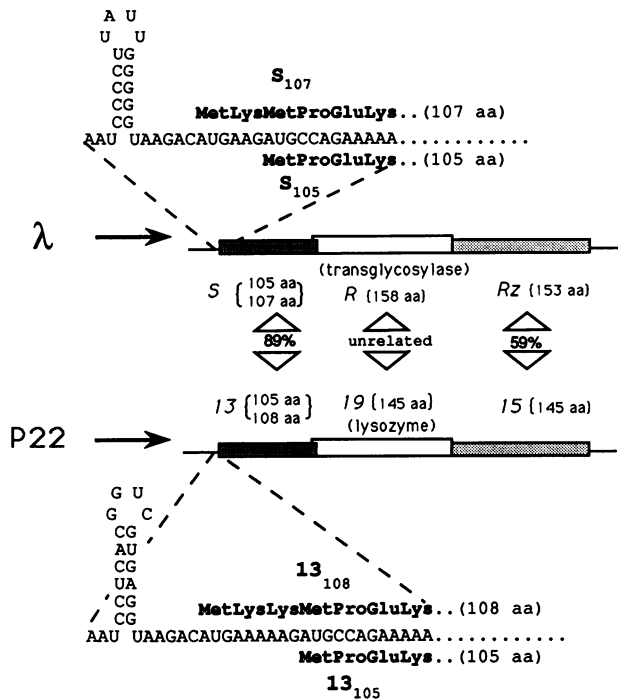 A U
U U
UG
CG
GC
CG
CG
AAU UAAGACAUGAAGAUGCCAGAAAAA............
S107
MetLysMetProGluLys..(107 aa)
MetProGluLys..(105 aa)
S105
λ
(transglycosylase)
S {105 aa 107 aa} R (158 aa) Rz (153 aa)
89% unrelated 59%
13 {105 aa 108 aa} 19 (145 aa) 15 (145 aa)
(lysozyme)
P22
G U
G C
CG
AU
CG
UA
CG
CG
13108
MetLysLysMetProGluLys..(108 aa)
AAU UAAGACAUGAAAAAGAUGCCAGAAAAA............
MetProGluLys..(105 aa)
13105